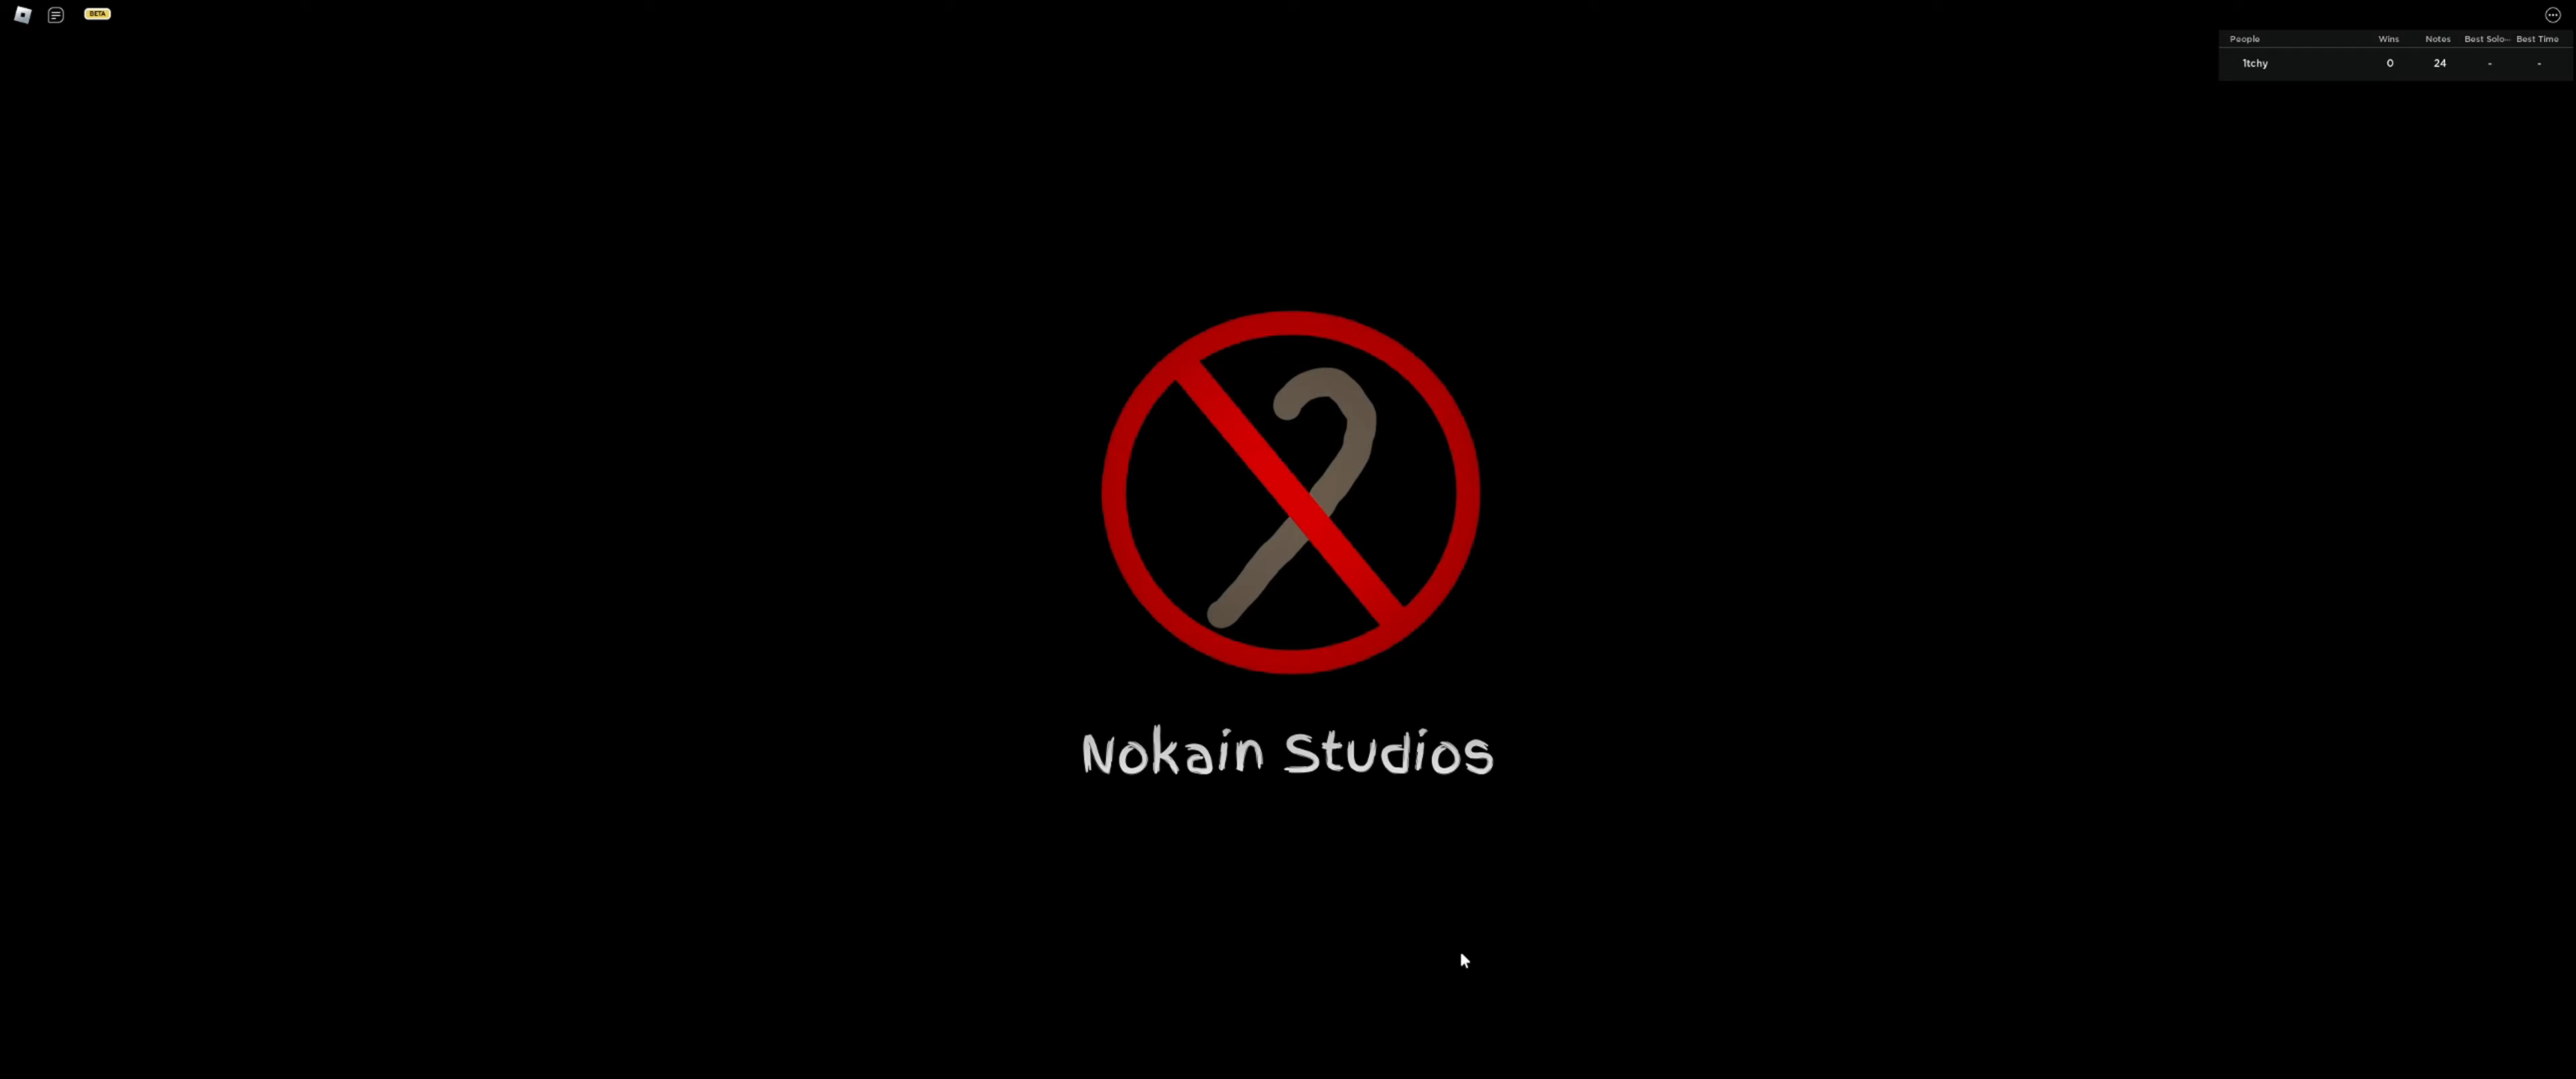 BETA
People Wins Notes Best Solo- Best Time
1tchy 0 24 - -
Nokain Studios